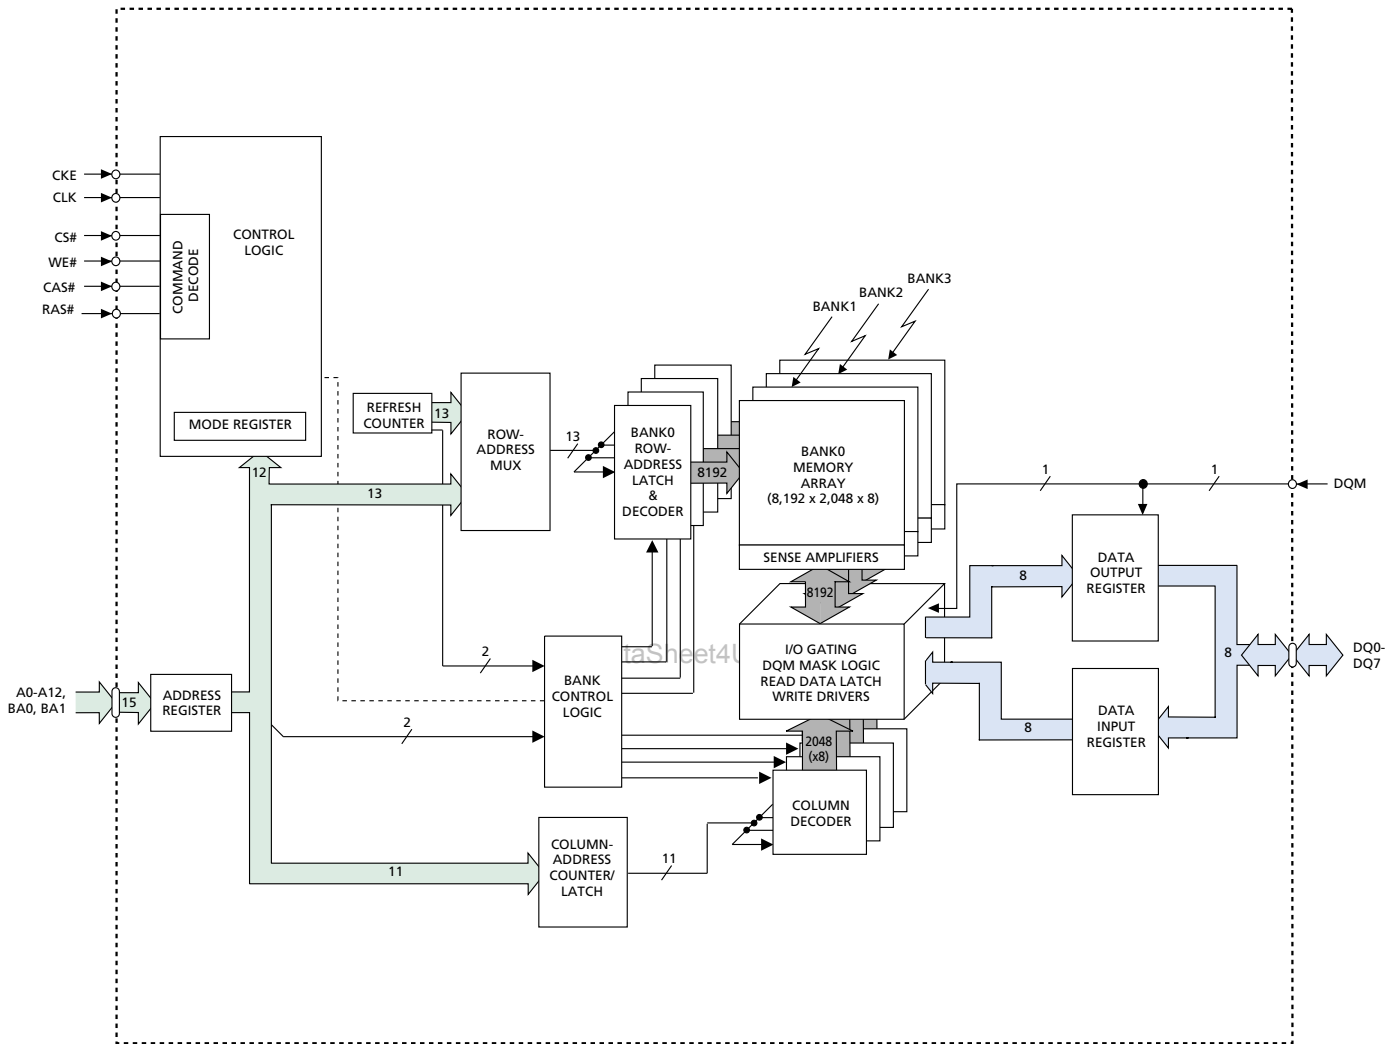 CKE
CLK
CS#
WE#
CAS#
RAS#
COMMAND
DECODE
CONTROL
LOGIC
MODE REGISTER
12
REFRESH
COUNTER
13
13
ROW-
ADDRESS
MUX
13
BANK0
ROW-
ADDRESS
LATCH
&
DECODER
8192
BANK1
BANK2
BANK3
BANK0
MEMORY
ARRAY
(8,192 x 2,048 x 8)
SENSE AMPLIFIERS
8192
I/O GATING
DQM MASK LOGIC
READ DATA LATCH
WRITE DRIVERS
taSheet4U
2048
(x8)
COLUMN
DECODER
1
1
DQM
DATA
OUTPUT
REGISTER
8
8
DQ0-
DQ7
DATA
INPUT
REGISTER
8
A0-A12,
BA0, BA1
15
ADDRESS
REGISTER
2
2
BANK
CONTROL
LOGIC
11
COLUMN-
ADDRESS
COUNTER/
LATCH
11